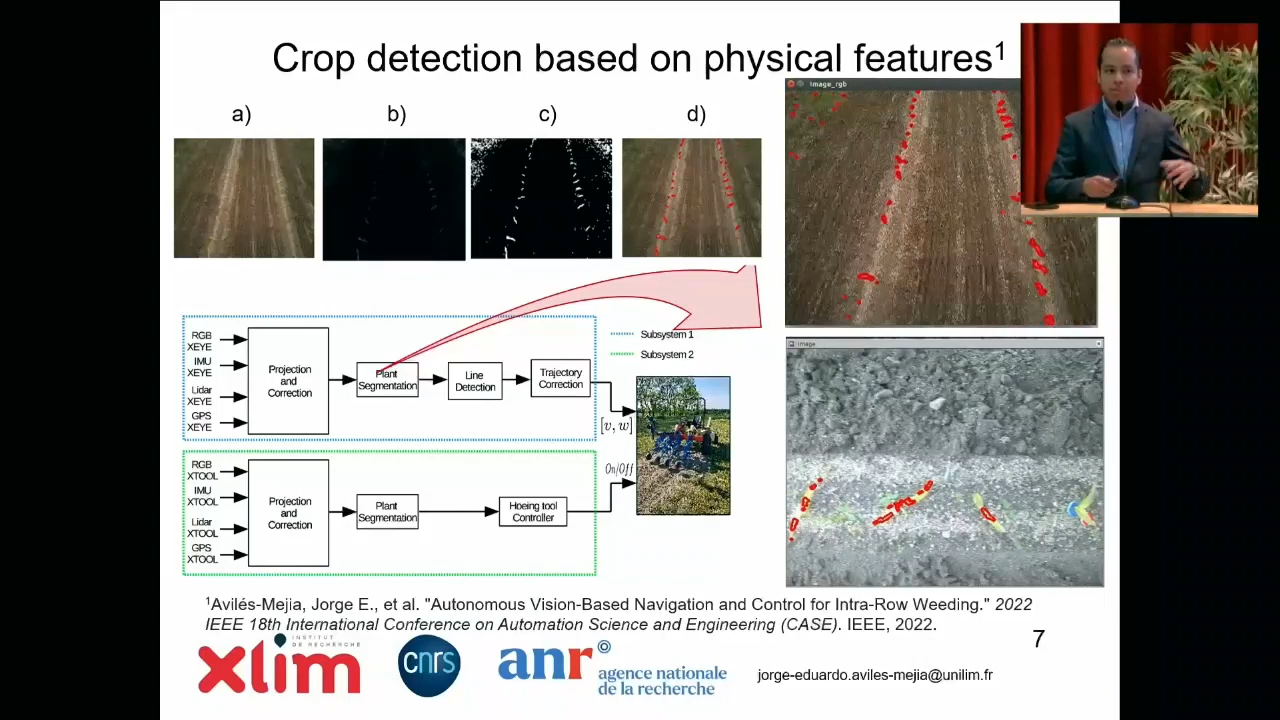 Crop detection based on physical features1
a)
b)
c)
d)
image_rgb
image
RGB
XEYE
IMU
XEYE
Lidar
XEYE
GPS
XEYE
Projection
and
Correction
Plant
Segmentation
Line
Detection
Trajectory
Correction
Subsystem 1
Subsystem 2
[v, w]
RGB
XTOOL
IMU
XTOOL
Lidar
XTOOL
GPS
XTOOL
Projection
and
Correction
Plant
Segmentation
Hoeing tool
Controller
On/Off
1Avilés-Mejia, Jorge E., et al. "Autonomous Vision-Based Navigation and Control for Intra-Row Weeding." 2022
IEEE 18th International Conference on Automation Science and Engineering (CASE). IEEE, 2022.
7
INSTITUT
DE RECHERCHE
xlim
cnrs
anr
agence nationale
de la recherche
jorge-eduardo.aviles-mejia@unilim.fr